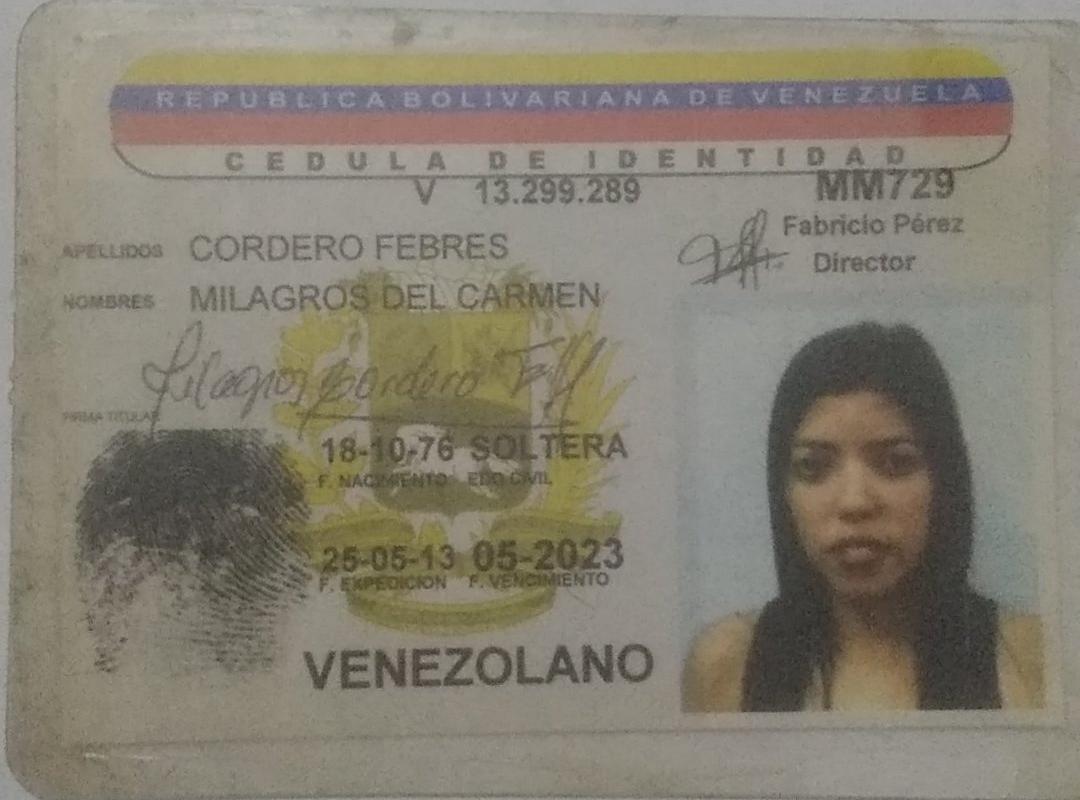 REPUBLICA BOLIVARIANA DE VENEZUELA
CEDULA DE IDENTIDAD
V 13.299.289 MM729
Fabricio Pérez
Director
APELLIDOS CORDERO FEBRES
NOMBRES MILAGROS DEL CARMEN
Milagros Cordero
FIRMA TITULAR
18-10-76 SOLTERA
F. NACIMIENTO EDO CIVIL
25-05-13 05-2023
F. EXPEDICION F. VENCIMIENTO
VENEZOLANO